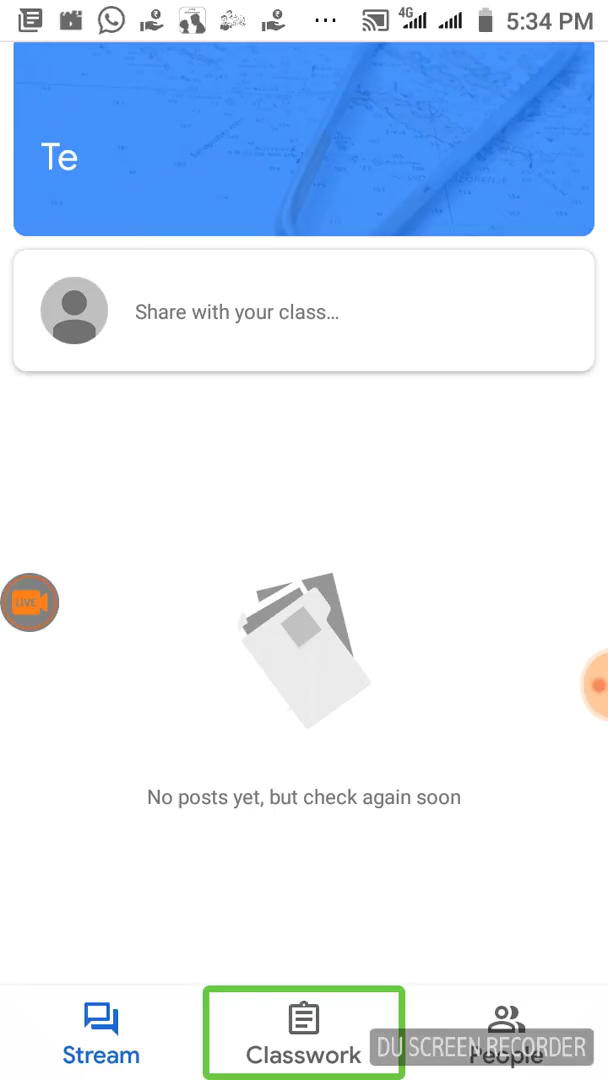 4G 5:34 PM
Te
Share with your class...
LIVE
No posts yet, but check again soon
Stream
Classwork
People
DU SCREEN RECORDER